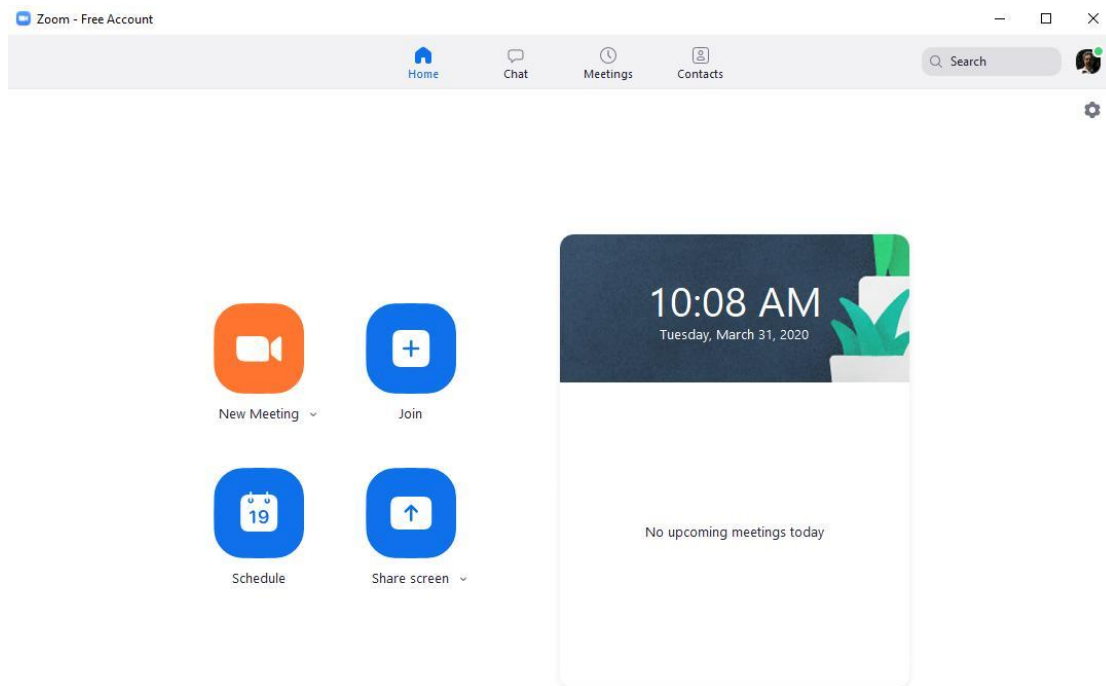 Zoom - Free Account
Home
Chat
Meetings
Contacts
Search
10:08 AM
Tuesday, March 31, 2020
New Meeting
Join
19
Schedule
Share screen
No upcoming meetings today